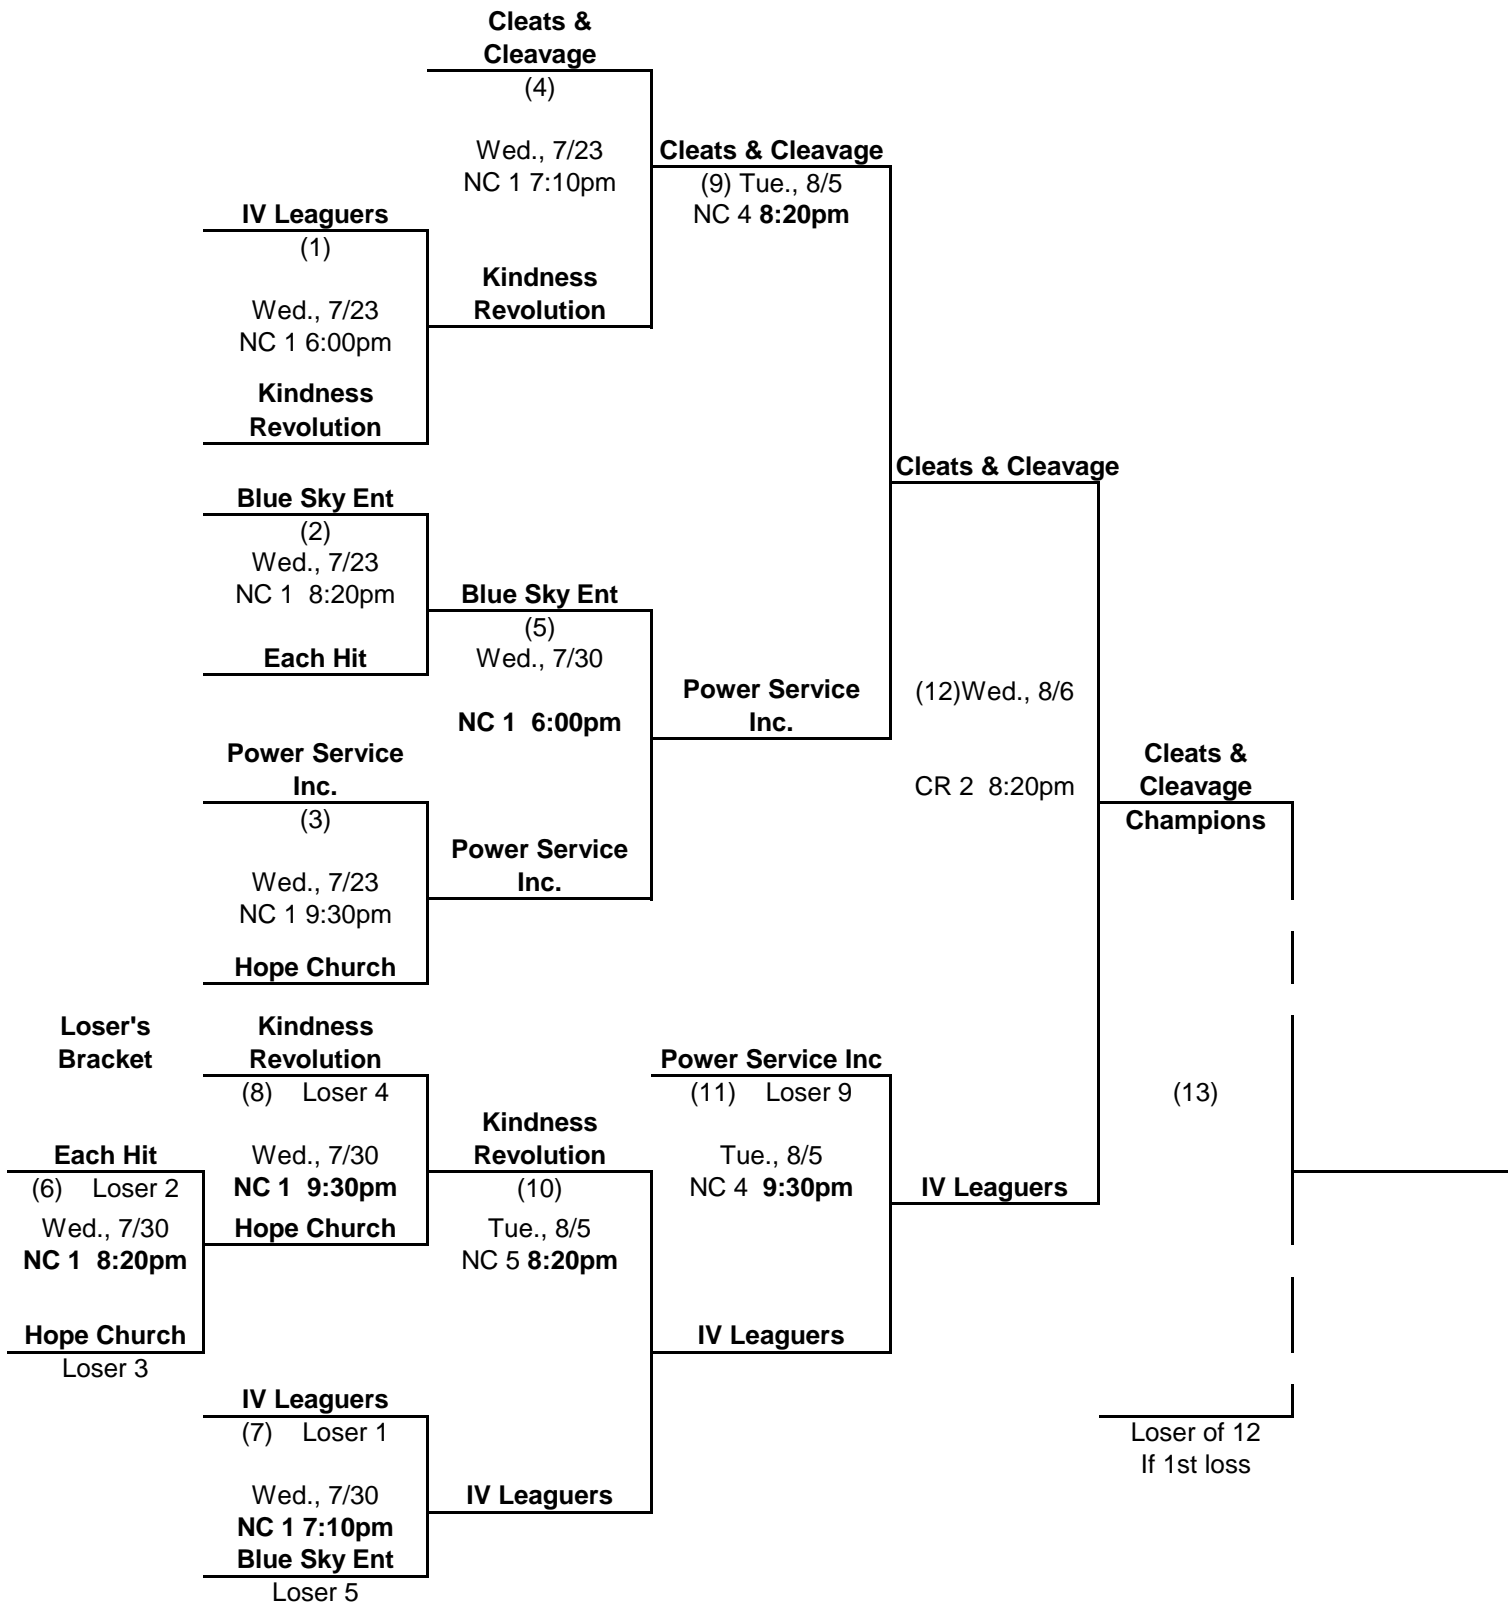 Cleats &
Cleavage
(4)
Wed., 7/23
NC 1 7:10pm
Cleats & Cleavage
(9) Tue., 8/5
NC 4 8:20pm
IV Leaguers
(1)
Wed., 7/23
NC 1 6:00pm
Kindness
Revolution
Kindness
Revolution
Cleats & Cleavage
Blue Sky Ent
(2)
Wed., 7/23
NC 1 8:20pm
Each Hit
Blue Sky Ent
(5)
Wed., 7/30
NC 1 6:00pm
Power Service
Inc.
(12)Wed., 8/6
CR 2 8:20pm
Cleats &
Cleavage
Champions
Power Service
Inc.
(3)
Wed., 7/23
NC 1 9:30pm
Hope Church
Power Service
Inc.
Loser's
Bracket
Kindness
Revolution
(8) Loser 4
Wed., 7/30
NC 1 9:30pm
Hope Church
Each Hit
(6) Loser 2
Wed., 7/30
NC 1 8:20pm
Hope Church
Loser 3
Kindness
Revolution
(10)
Tue., 8/5
NC 5 8:20pm
Power Service Inc
(11) Loser 9
Tue., 8/5
NC 4 9:30pm
IV Leaguers
IV Leaguers
(13)
IV Leaguers
(7) Loser 1
Wed., 7/30
NC 1 7:10pm
Blue Sky Ent
Loser 5
IV Leaguers
Loser of 12
If 1st loss